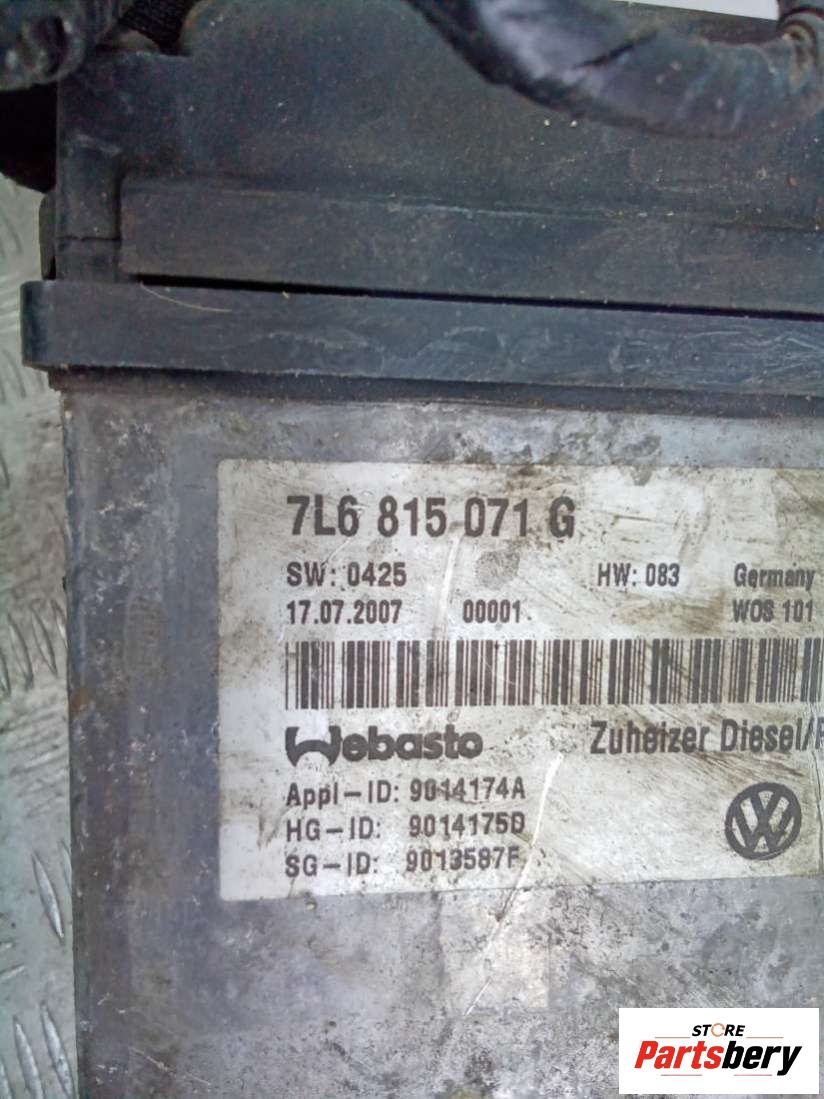 7L6 815 071 G
SW: 0425 HW: 083 Germany
17.07.2007 00001 WOS 101
Webasto Zuheizer Diesel/
Appl-ID: 9014174A
HG-ID: 9014175D
SG-ID: 9013587F
STORE
Partsbery